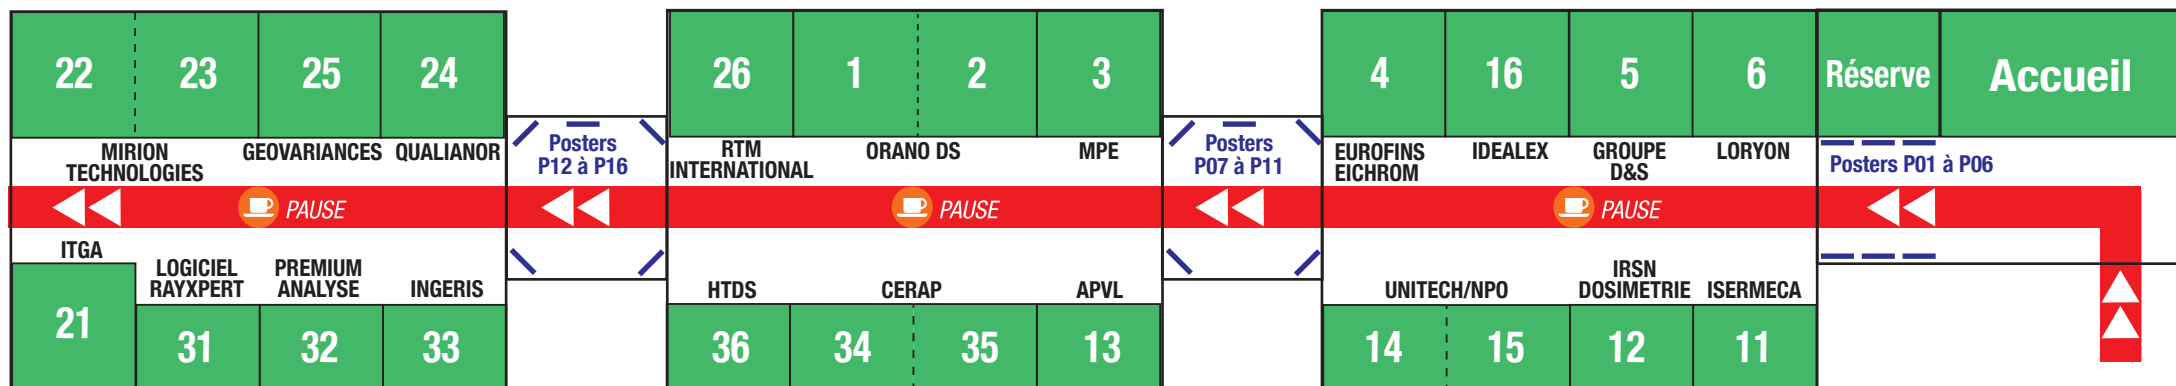 22 23 25 24 26 1 2 3 4 16 5 6 Réserve Accueil
MIRION
TECHNOLOGIES
GEOVARIANCES
QUALIANOR
Posters
P12 à P16
RTM
INTERNATIONAL
ORANO DS
MPE
Posters
P07 à P11
EUROFINS
EICHROM
IDEALEX
GROUPE
D&S
LORYON
Posters P01 à P06
PAUSE
PAUSE
PAUSE
ITGA
LOGICIEL
RAYXPERT
PREMIUM
ANALYSE
INGERIS
HTDS
CERAP
APVL
UNITECH/NPO
IRSN
DOSIMETRIE
ISERMECA
21 31 32 33 36 34 35 13 14 15 12 11